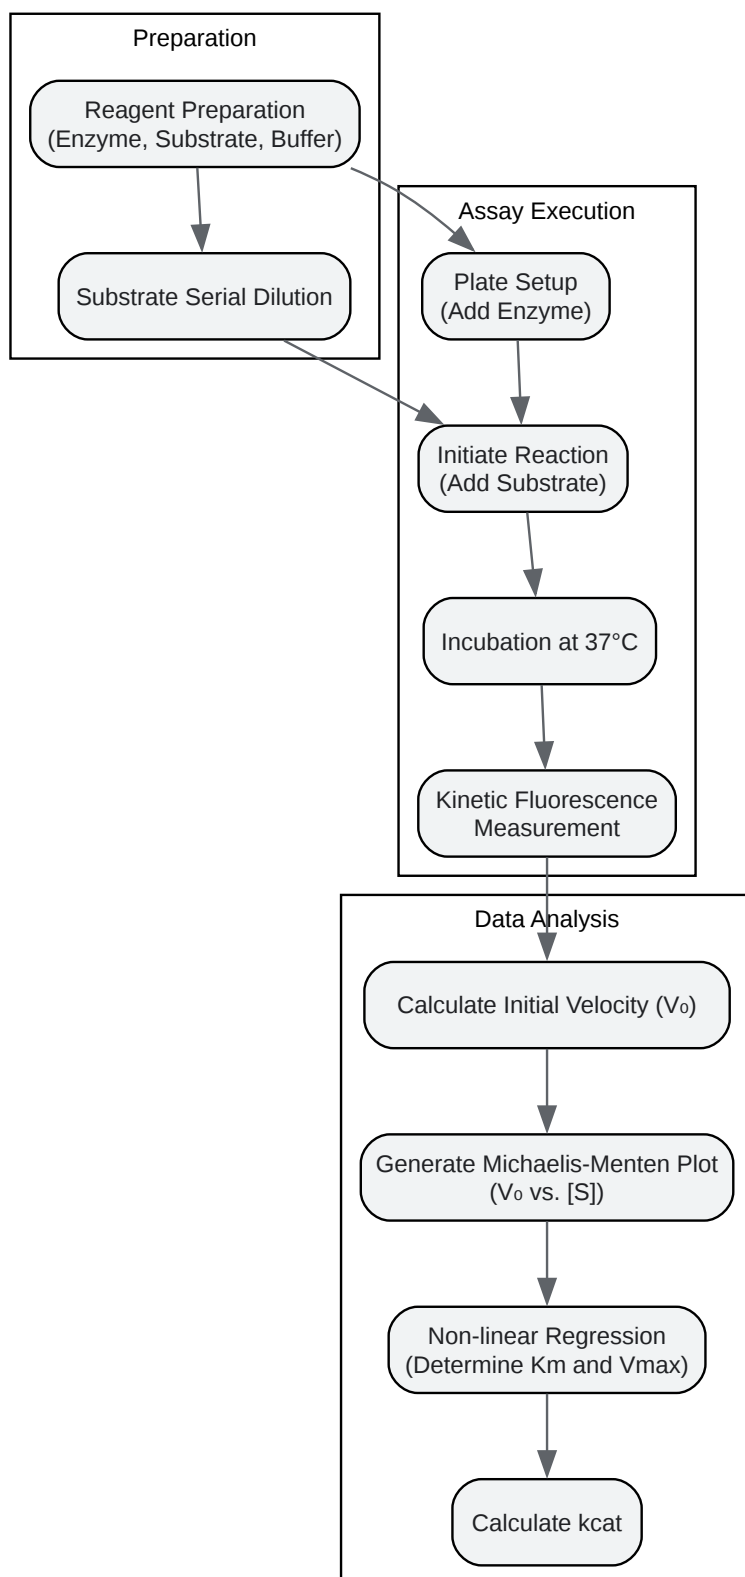 Preparation
Reagent Preparation
(Enzyme, Substrate, Buffer)
Substrate Serial Dilution
Assay Execution
Plate Setup
(Add Enzyme)
Initiate Reaction
(Add Substrate)
Incubation at 37°C
Kinetic Fluorescence
Measurement
Data Analysis
Calculate Initial Velocity (V₀)
Generate Michaelis-Menten Plot
(V₀ vs. [S])
Non-linear Regression
(Determine Km and Vmax)
Calculate kcat